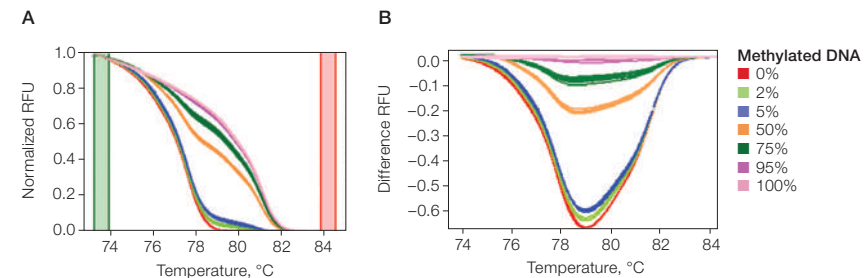 A
Normalized RFU
1.0
0.8
0.6
0.4
0.2
0.0
74 76 78 80 82 84
Temperature, °C
B
Difference RFU
0.0
–0.1
–0.2
–0.3
–0.4
–0.5
–0.6
74 76 78 80 82 84
Temperature, °C
Methylated DNA
0%
2%
5%
50%
75%
95%
100%